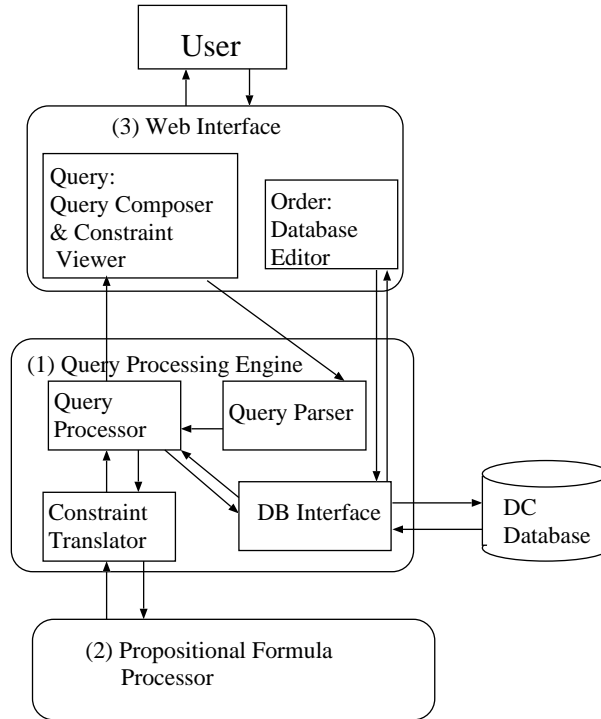 User
(3) Web Interface
Query:
Query Composer
& Constraint
Viewer
Order:
Database
Editor
(1) Query Processing Engine
Query
Processor
Query Parser
Constraint
Translator
DB Interface
DC
Database
(2) Propositional Formula
Processor